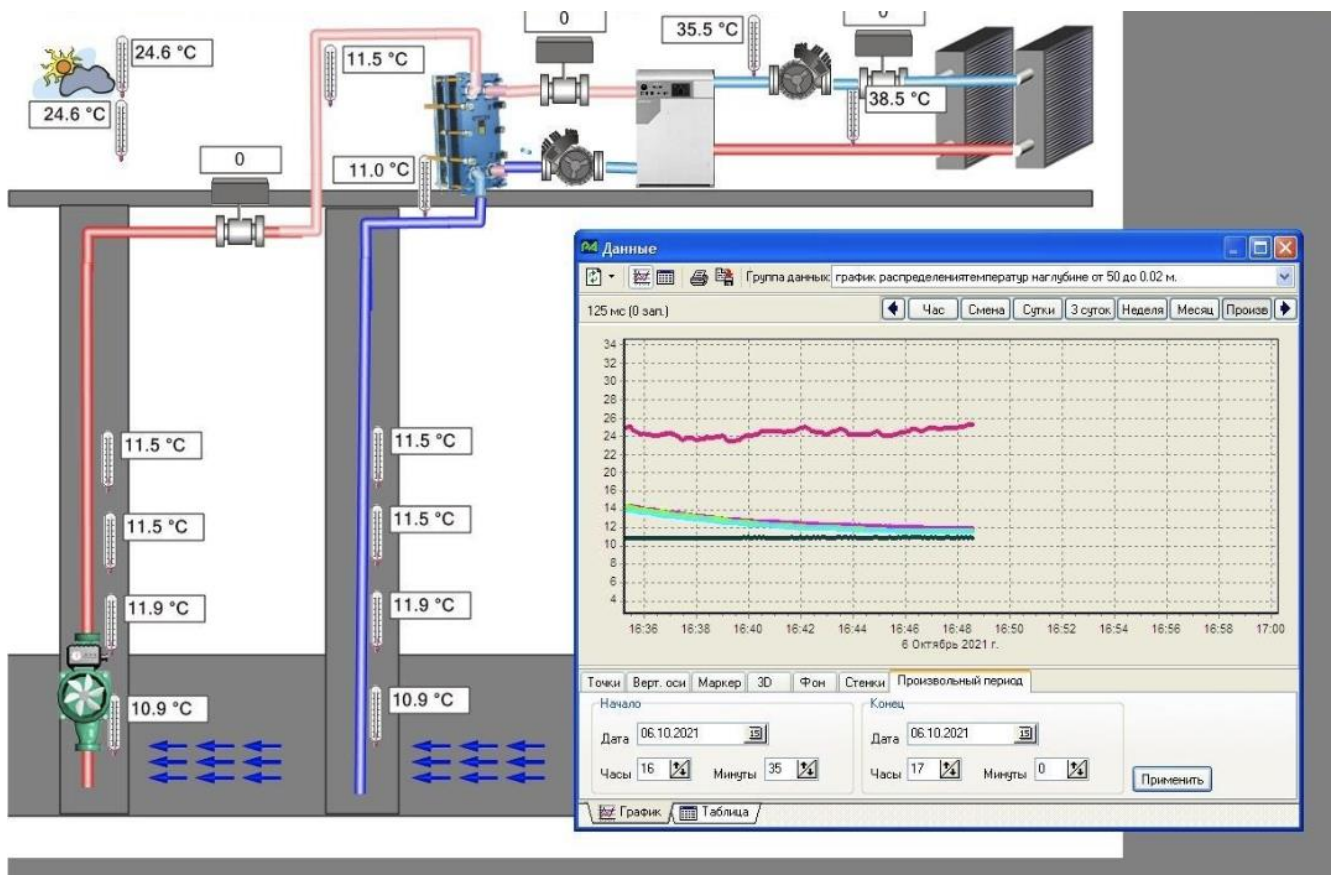 0
0
24.6 °C
11.5 °C
35.5 °C
38.5 °C
24.6 °C
0
11.0 °C
11.5 °C
11.5 °C
11.5 °C
11.5 °C
11.9 °C
11.9 °C
10.9 °C
10.9 °C
Данные
Группа данных: график распределениятемператур наглубине от 50 до 0.02 м.
125 мс (0 зап.)
Час
Смена
Сутки
3 суток
Неделя
Месяц
Произв
34
32
30
28
26
24
22
20
18
16
14
12
10
8
6
4
16:36 16:38 16:40 16:42 16:44 16:46 16:48 16:50 16:52 16:54 16:56 16:58 17:00
6 Октябрь 2021 г.
Точки Верт. оси Маркер 3D Фон Стенки Произвольный период
Начало
Дата 06.10.2021 15
Часы 16 Минуты 35
Конец
Дата 06.10.2021 15
Часы 17 Минуты 0
Применить
График Таблица